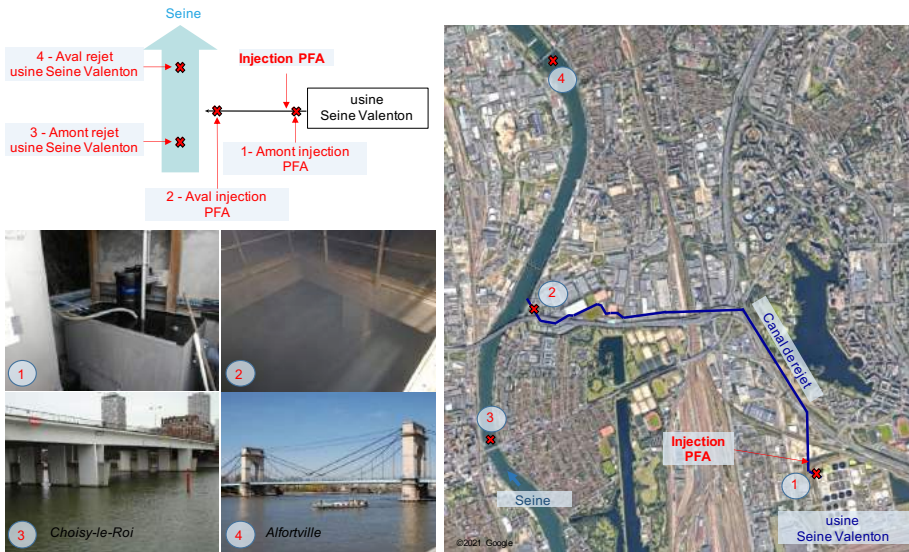 Seine
4 - Aval rejet
usine Seine Valenton
Injection PFA
usine
Seine Valenton
3 - Amont rejet
usine Seine Valenton
1- Amont injection
PFA
2 - Aval injection
PFA
1
2
3
Choisy-le-Roi
4
Alfortville
4
2
Canal de rejet
3
Injection
PFA
1
Seine
usine
Seine Valenton
©2021 Google